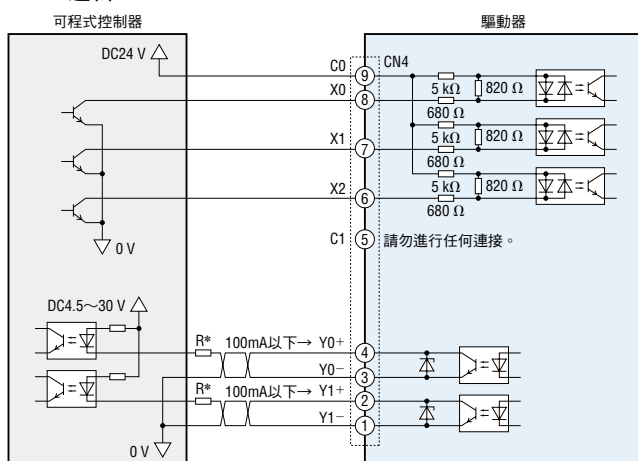 可程式控制器
驅動器
DC24 V
C0
CN4
9
5 kΩ
820 Ω
X0
8
680 Ω
5 kΩ
820 Ω
X1
7
680 Ω
5 kΩ
820 Ω
X2
6
680 Ω
0 V
C1
5
請勿進行任何連接。
DC4.5～30 V
R*
100mA以下→ Y0+
4
Y0−
3
R*
100mA以下→ Y1+
2
Y1−
1
0 V